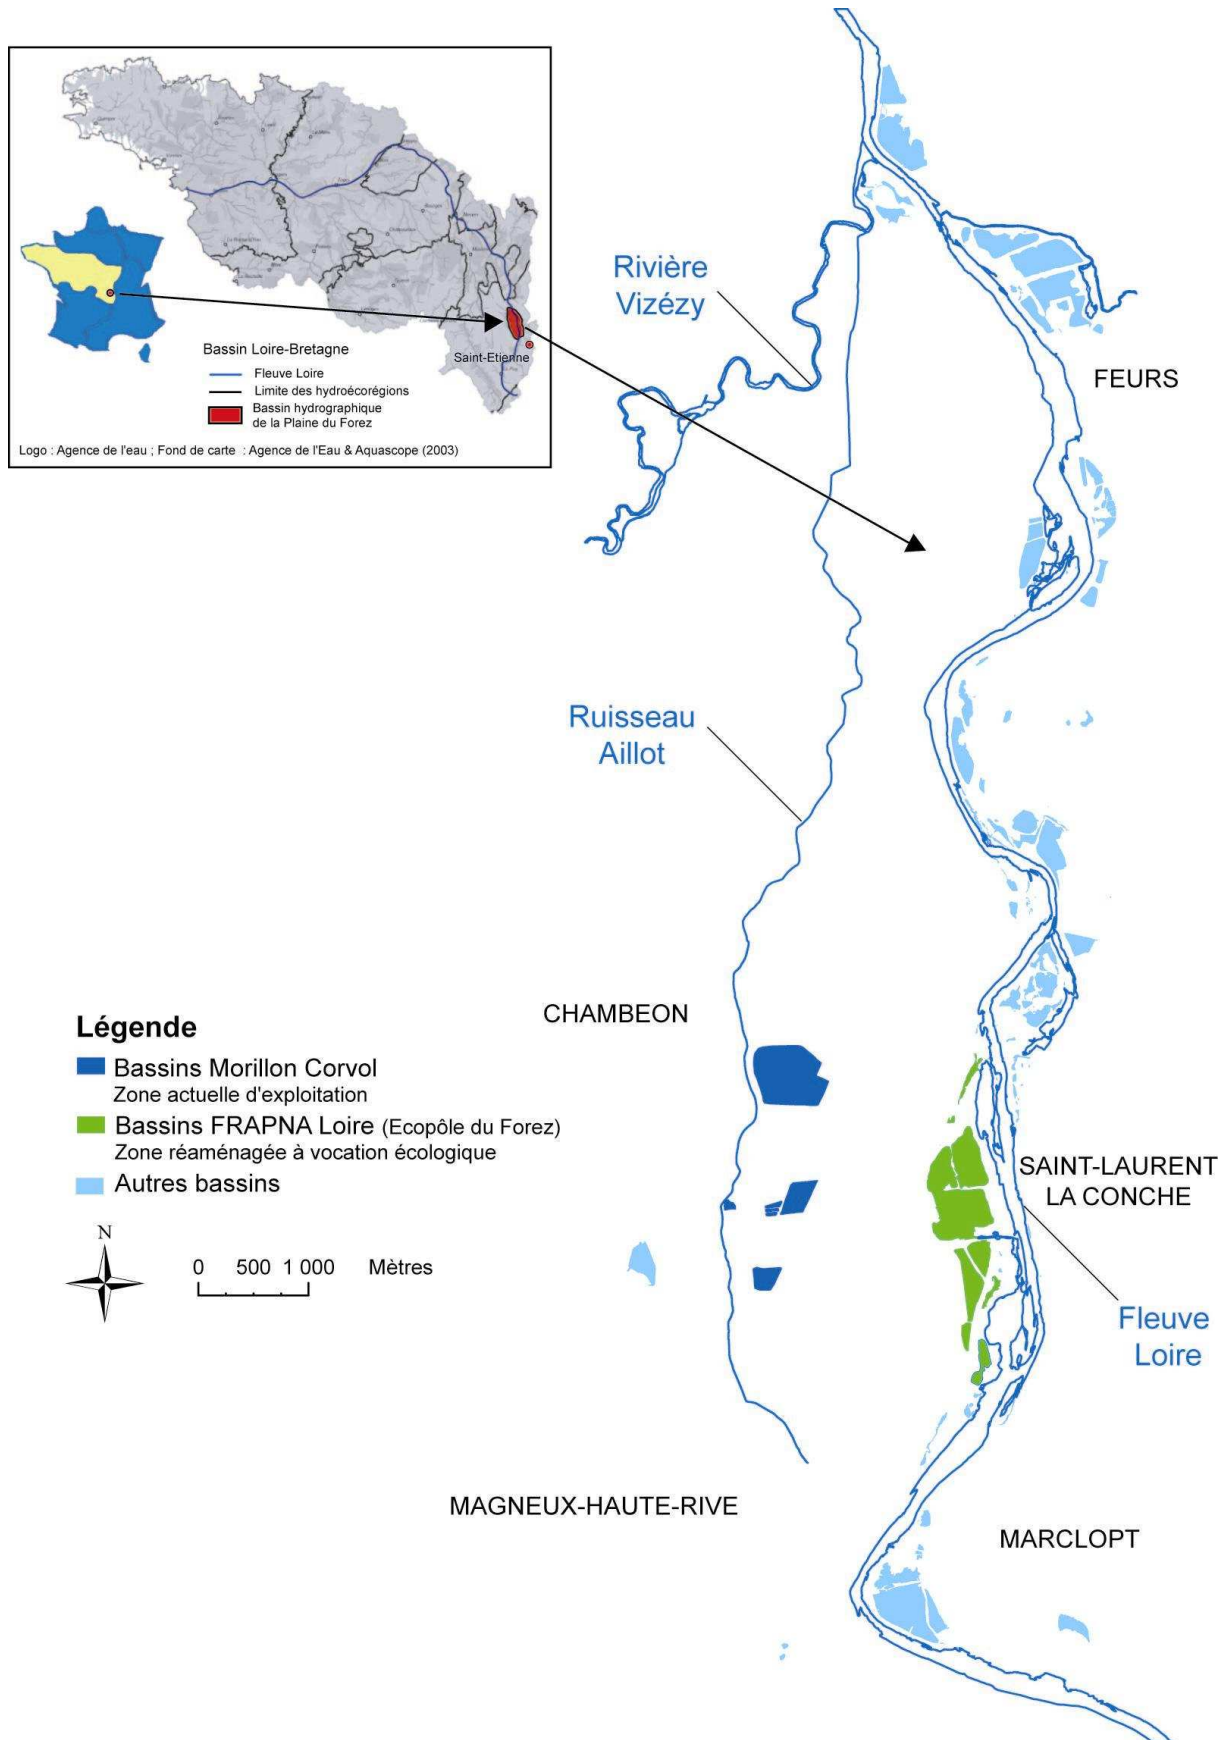 Bassin Loire-Bretagne
Fleuve Loire
Limite des hydroécorégions
Bassin hydrographique
de la Plaine du Forez
Saint-Etienne
Logo : Agence de l'eau ; Fond de carte : Agence de l'Eau & Aquascope (2003)
Rivière
Vizézy
FEURS
Ruisseau
Aillot
CHAMBEON
Légende
Bassins Morillon Corvol
Zone actuelle d'exploitation
Bassins FRAPNA Loire (Ecopôle du Forez)
Zone réaménagée à vocation écologique
Autres bassins
N
0 500 1 000 Mètres
SAINT-LAURENT
LA CONCHE
Fleuve
Loire
MAGNEUX-HAUTE-RIVE
MARCLOPT